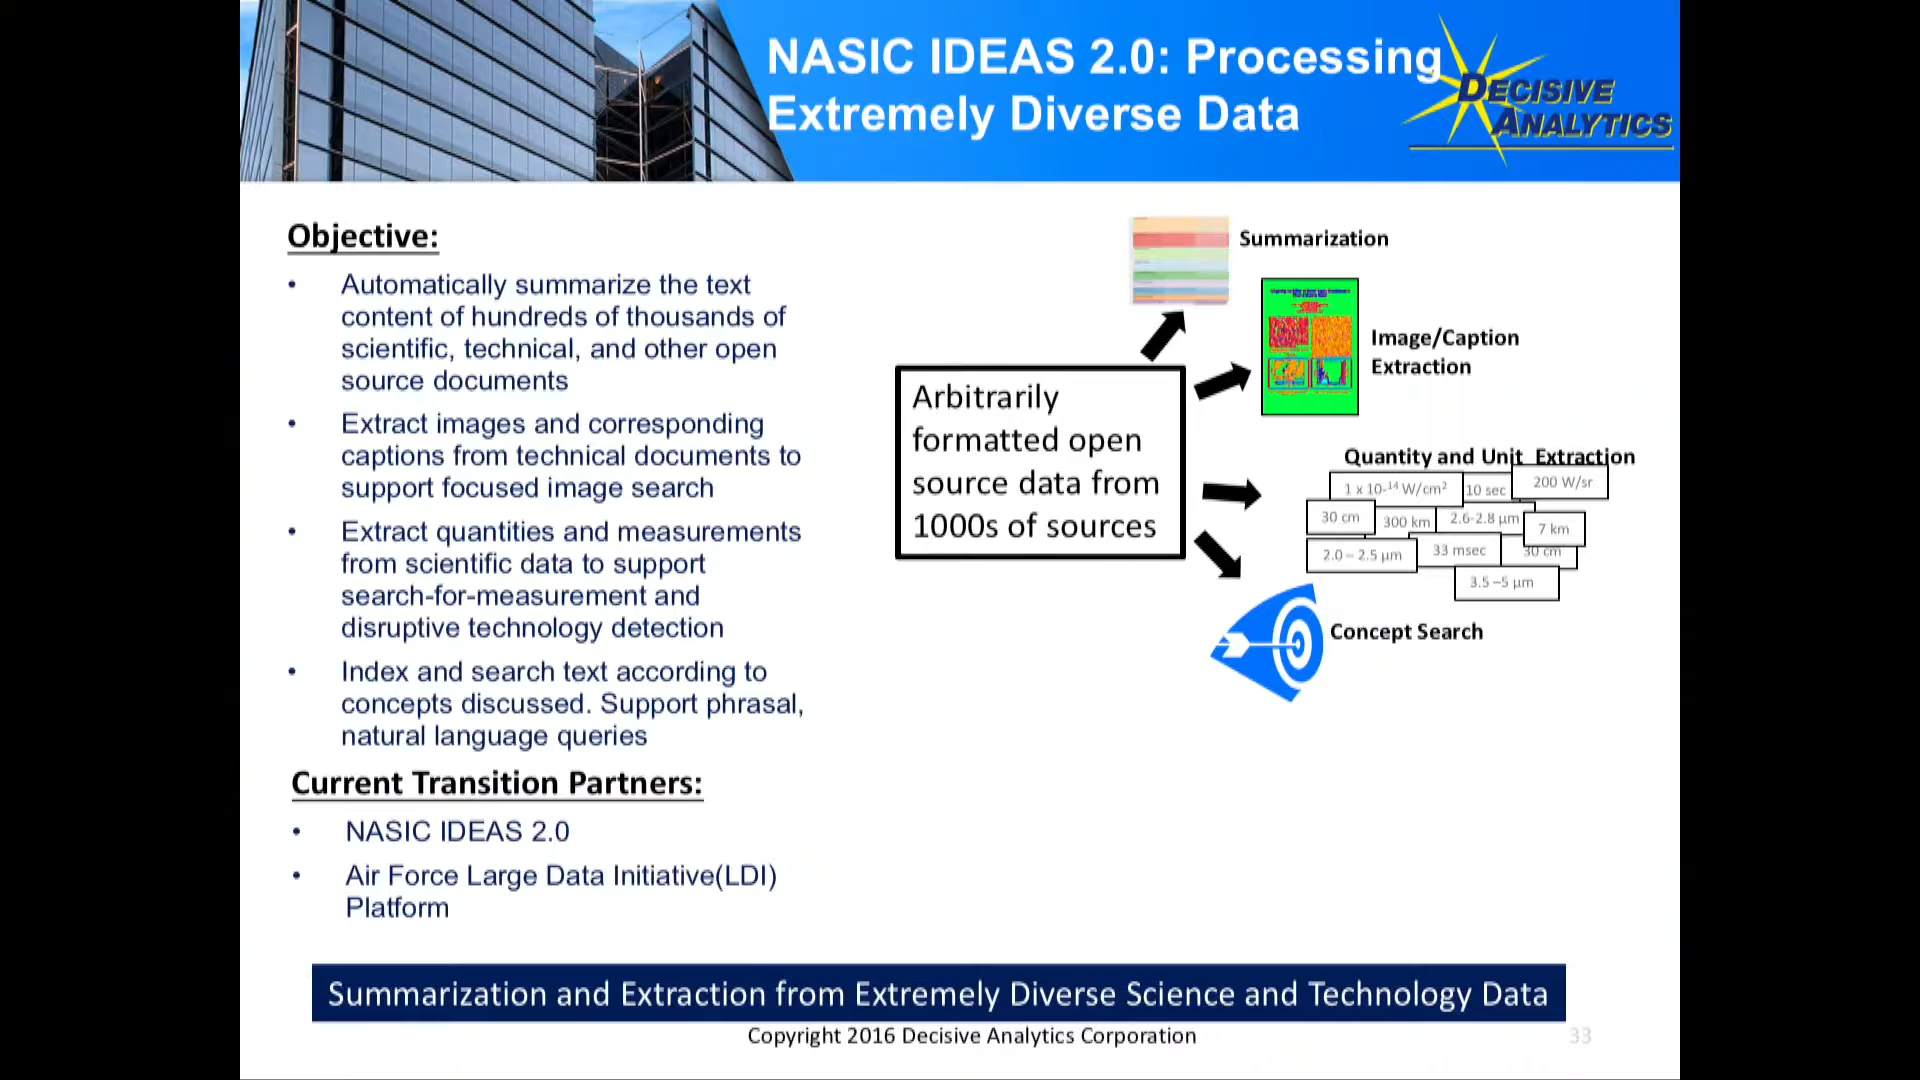 NASIC IDEAS 2.0: Processing
Extremely Diverse Data
DECISIVE
ANALYTICS
Objective:
• Automatically summarize the text
content of hundreds of thousands of
scientific, technical, and other open
source documents
• Extract images and corresponding
captions from technical documents to
support focused image search
• Extract quantities and measurements
from scientific data to support
search-for-measurement and
disruptive technology detection
• Index and search text according to
concepts discussed. Support phrasal,
natural language queries
Current Transition Partners:
• NASIC IDEAS 2.0
• Air Force Large Data Initiative(LDI)
Platform
Arbitrarily
formatted open
source data from
1000s of sources
Summarization
Image/Caption
Extraction
Quantity and Unit Extraction
1 x 10-¹⁴ W/cm²
10 sec
200 W/sr
30 cm
300 km
2.6-2.8 µm
7 km
2.0 – 2.5 µm
33 msec
30 cm
3.5 –5 µm
Concept Search
Summarization and Extraction from Extremely Diverse Science and Technology Data
Copyright 2016 Decisive Analytics Corporation
33